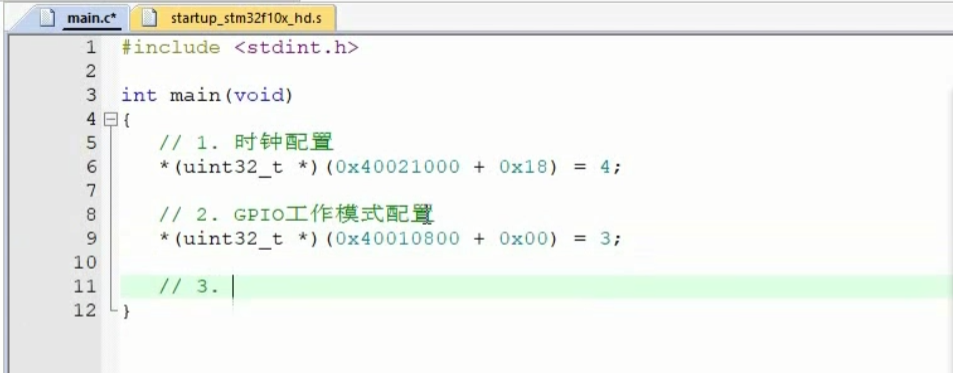 main.c* startup_stm32f10x_hd.s
1 #include <stdint.h>
2
3 int main(void)
4 {
5 // 1. 时钟配置
6 *(uint32_t *)(0x40021000 + 0x18) = 4;
7
8 // 2. GPIO工作模式配置
9 *(uint32_t *)(0x40010800 + 0x00) = 3;
10
11 // 3.
12 }